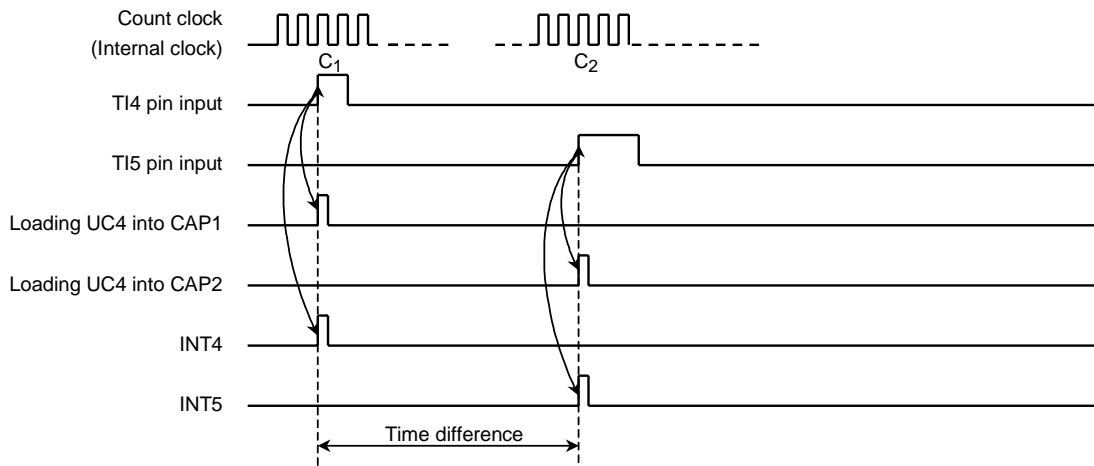 Count clock
(Internal clock)
C1
C2
TI4 pin input
TI5 pin input
Loading UC4 into CAP1
Loading UC4 into CAP2
INT4
INT5
Time difference